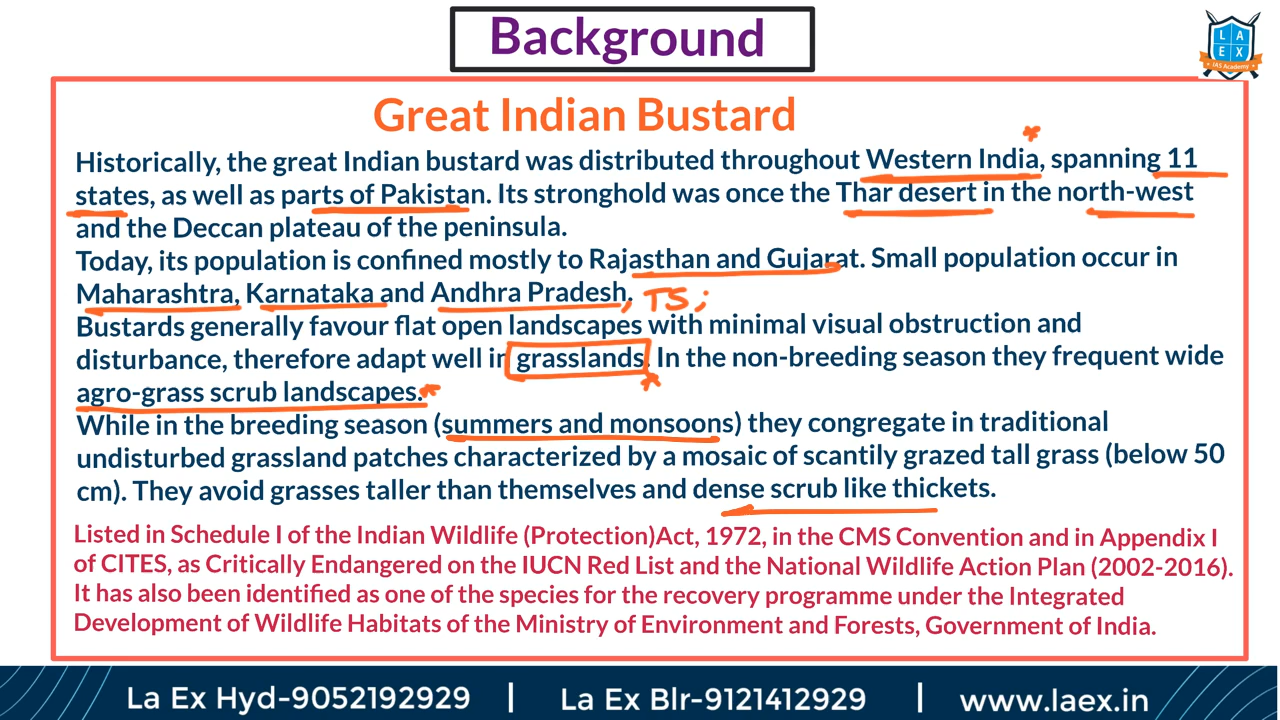 Background
L A
E X
IAS Academy
Great Indian Bustard
Historically, the great Indian bustard was distributed throughout Western India, spanning 11
states, as well as parts of Pakistan. Its stronghold was once the Thar desert in the north-west
and the Deccan plateau of the peninsula.
Today, its population is confined mostly to Rajasthan and Gujarat. Small population occur in
Maharashtra, Karnataka and Andhra Pradesh. , TS ;
Bustards generally favour flat open landscapes with minimal visual obstruction and
disturbance, therefore adapt well in grasslands. In the non-breeding season they frequent wide
agro-grass scrub landscapes.
While in the breeding season (summers and monsoons) they congregate in traditional
undisturbed grassland patches characterized by a mosaic of scantily grazed tall grass (below 50
cm). They avoid grasses taller than themselves and dense scrub like thickets.
Listed in Schedule I of the Indian Wildlife (Protection)Act, 1972, in the CMS Convention and in Appendix I
of CITES, as Critically Endangered on the IUCN Red List and the National Wildlife Action Plan (2002-2016).
It has also been identified as one of the species for the recovery programme under the Integrated
Development of Wildlife Habitats of the Ministry of Environment and Forests, Government of India.
La Ex Hyd-9052192929 | La Ex Blr-9121412929 | www.laex.in